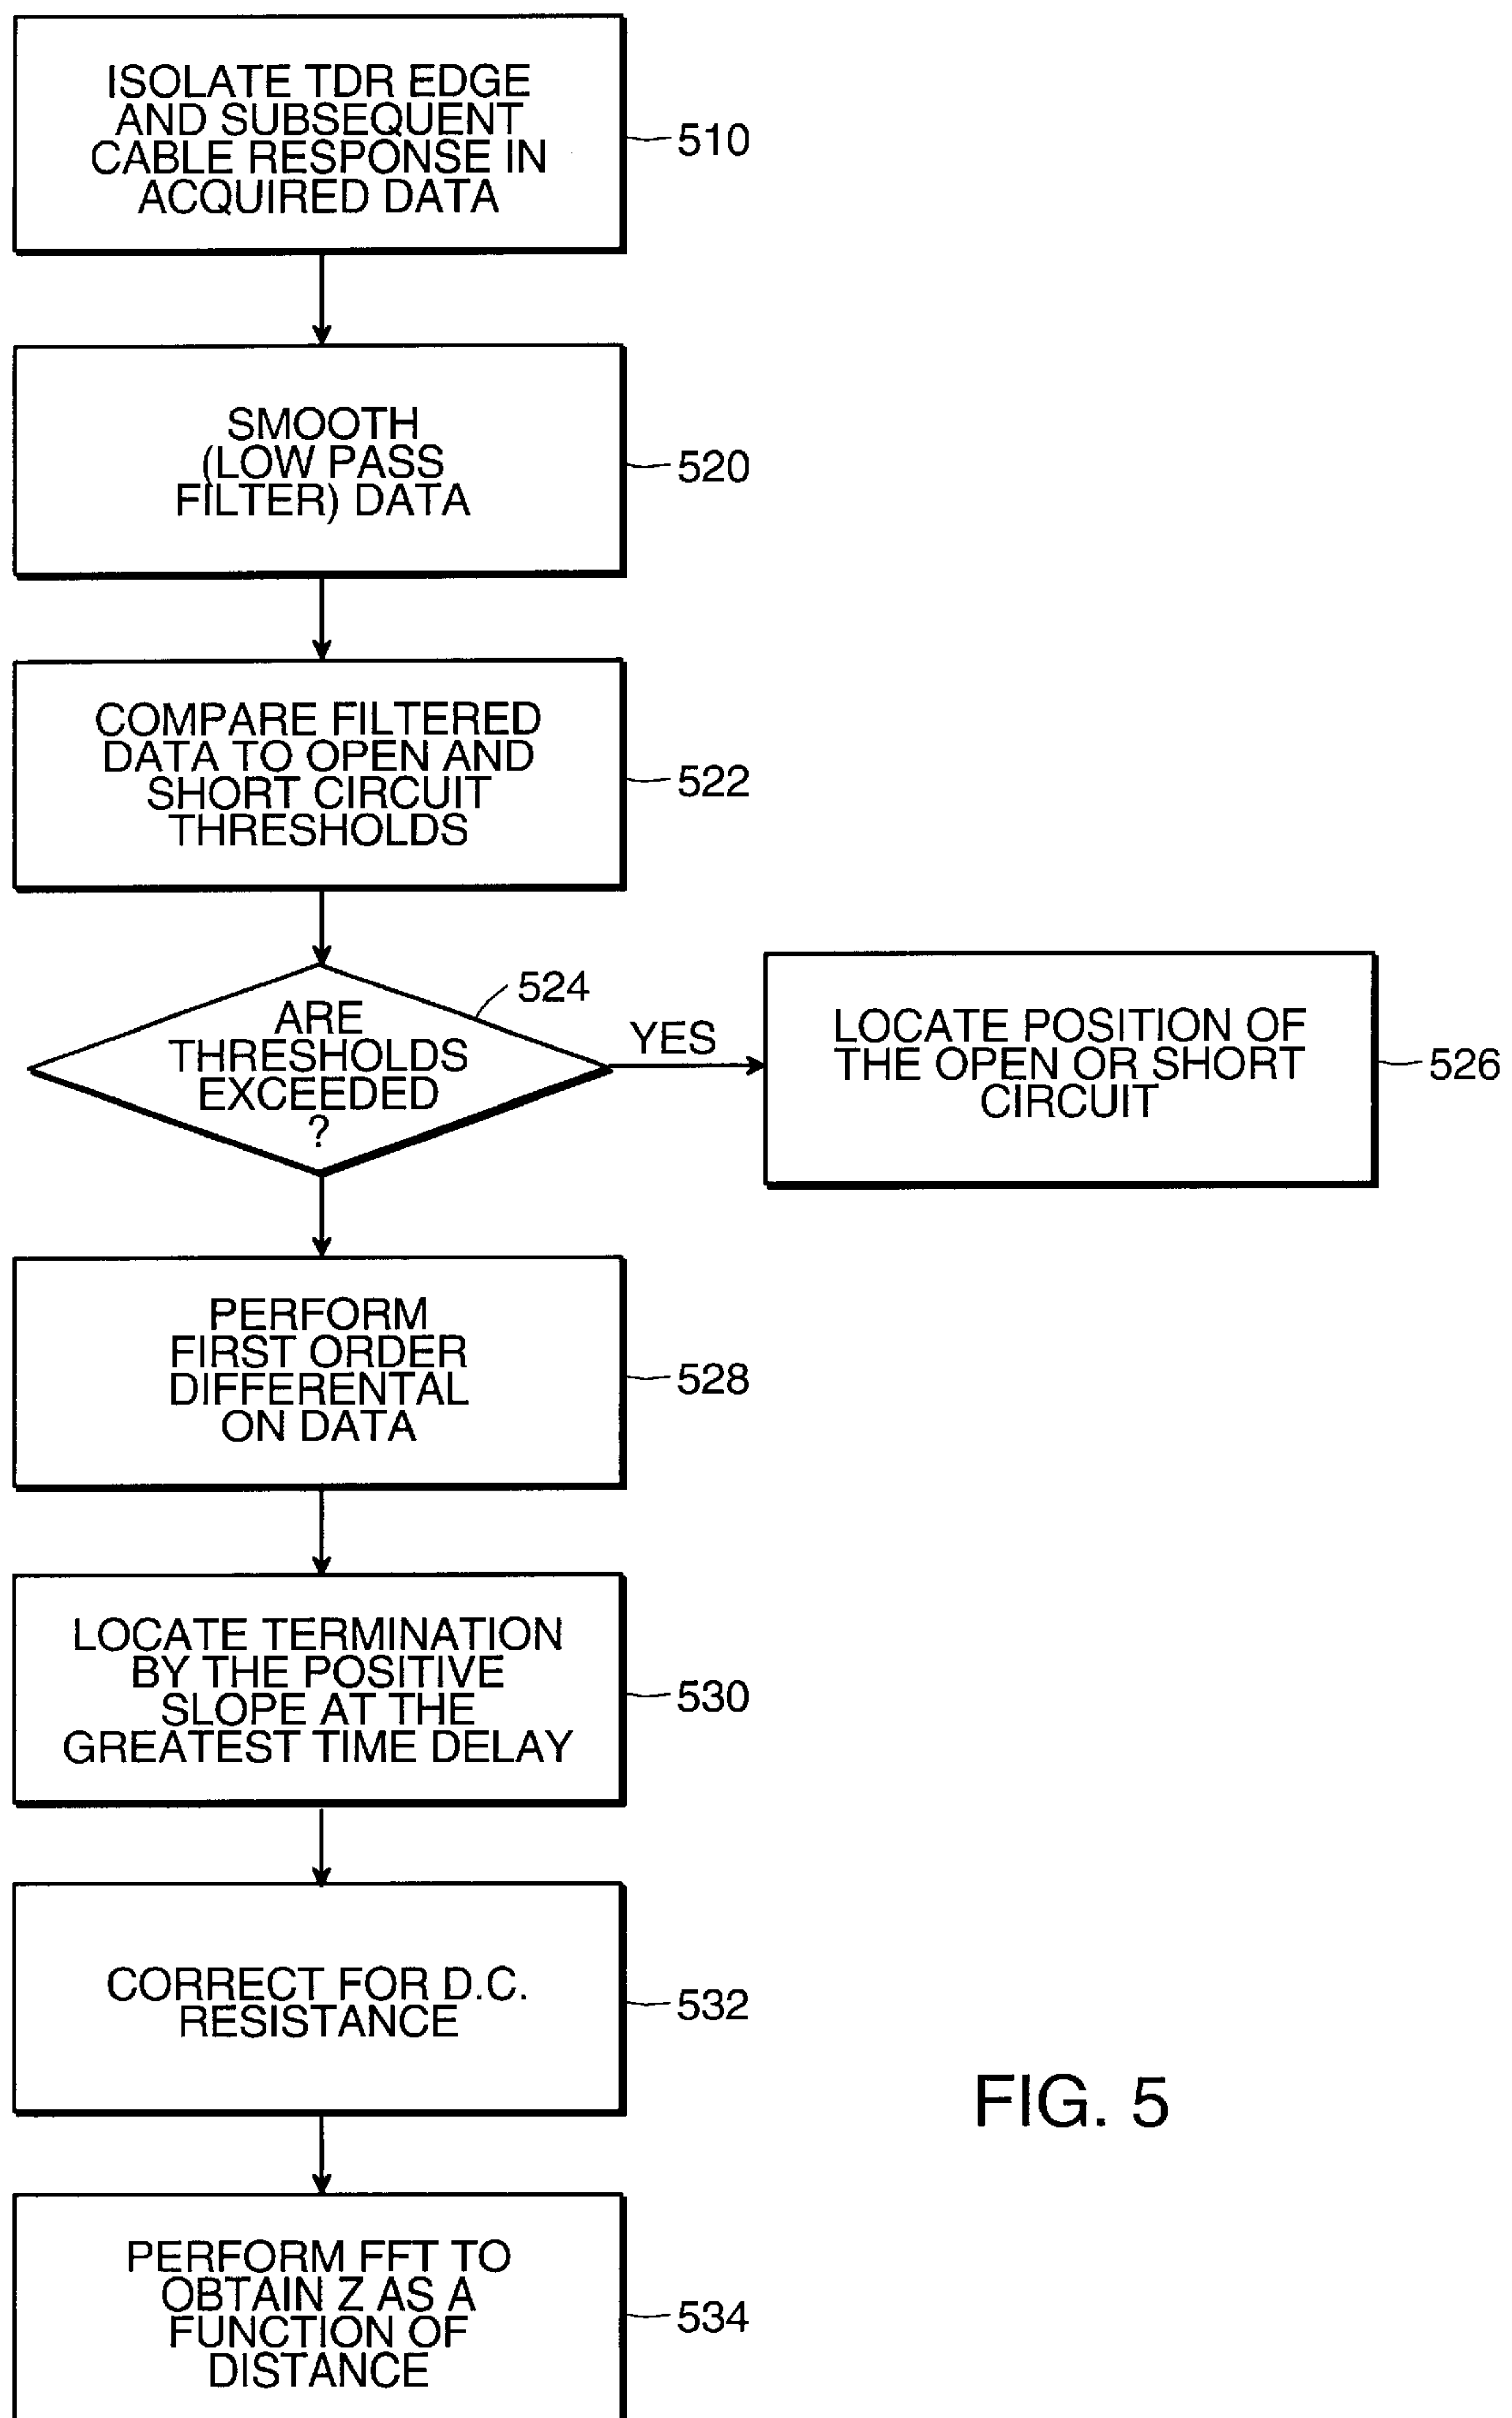 ISOLATE TDR EDGE
AND SUBSEQUENT
CABLE RESPONSE IN
ACQUIRED DATA
510
SMOOTH
(LOW PASS
FILTER) DATA
520
COMPARE FILTERED
DATA TO OPEN AND
SHORT CIRCUIT
THRESHOLDS
522
ARE
THRESHOLDS
EXCEEDED
?
524
YES
LOCATE POSITION OF
THE OPEN OR SHORT
CIRCUIT
526
PERFORM
FIRST ORDER
DIFFERENTAL
ON DATA
528
LOCATE TERMINATION
BY THE POSITIVE
SLOPE AT THE
GREATEST TIME DELAY
530
CORRECT FOR D.C.
RESISTANCE
532
PERFORM FFT TO
OBTAIN Z AS A
FUNCTION OF
DISTANCE
534
FIG. 5